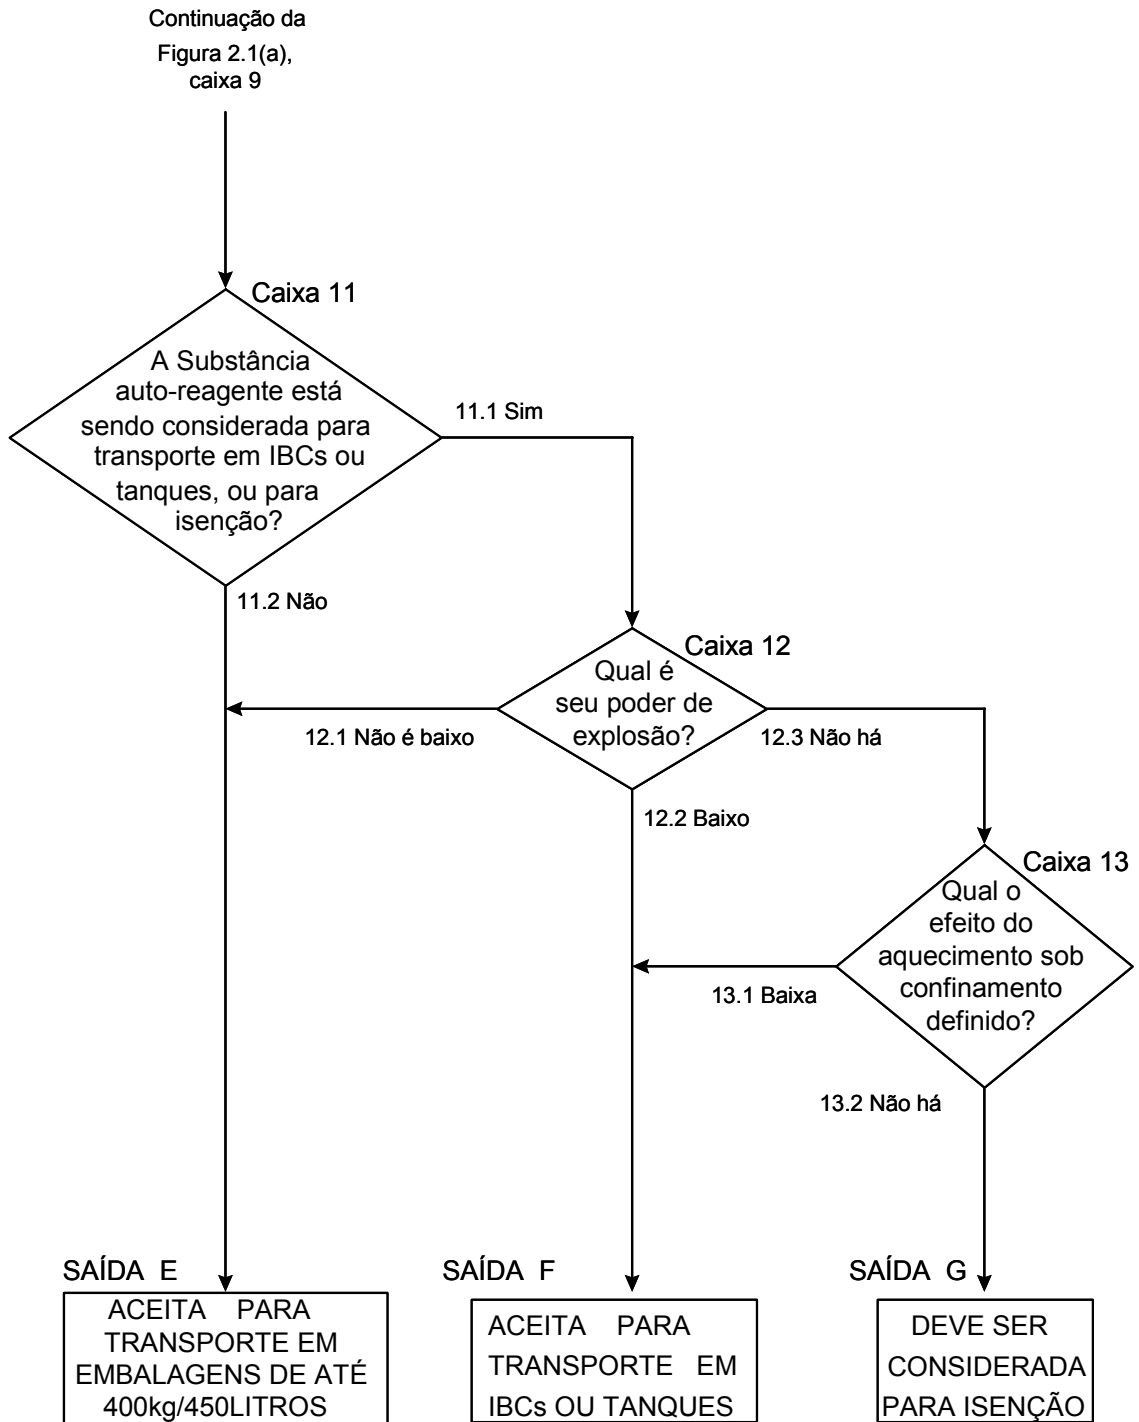 Continuação da
Figura 2.1(a),
caixa 9
Caixa 11
A Substância
auto-reagente está
sendo considerada para
transporte em IBCs ou
tanques, ou para
isenção?
11.1 Sim
11.2 Não
Caixa 12
Qual é
seu poder de
explosão?
12.1 Não é baixo
12.3 Não há
12.2 Baixo
Caixa 13
Qual o
efeito do
aquecimento sob
confinamento
definido?
13.1 Baixa
13.2 Não há
SAÍDA E
ACEITA PARA
TRANSPORTE EM
EMBALAGENS DE ATÉ
400kg/450LITROS
SAÍDA F
ACEITA PARA
TRANSPORTE EM
IBCs OU TANQUES
SAÍDA G
DEVE SER
CONSIDERADA
PARA ISENÇÃO